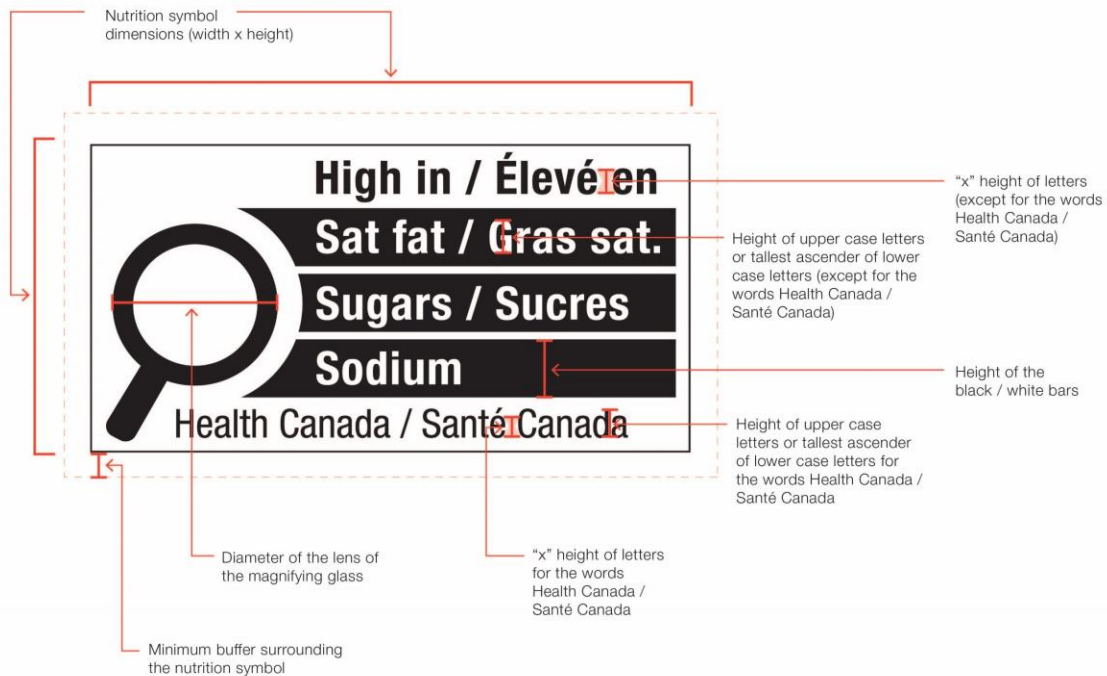 Nutrition symbol
dimensions (width x height)
High in / Élevé en
Sat fat / Gras sat.
Sugars / Sucres
Sodium
Health Canada / Santé Canada
“x” height of letters
(except for the words
Health Canada /
Santé Canada)
Height of upper case letters
or tallest ascender of lower
case letters (except for the
words Health Canada /
Santé Canada)
Height of the
black / white bars
Height of upper case
letters or tallest ascender
of lower case letters for
the words Health Canada /
Santé Canada
Diameter of the lens of
the magnifying glass
“x” height of letters
for the words
Health Canada /
Santé Canada
Minimum buffer surrounding
the nutrition symbol